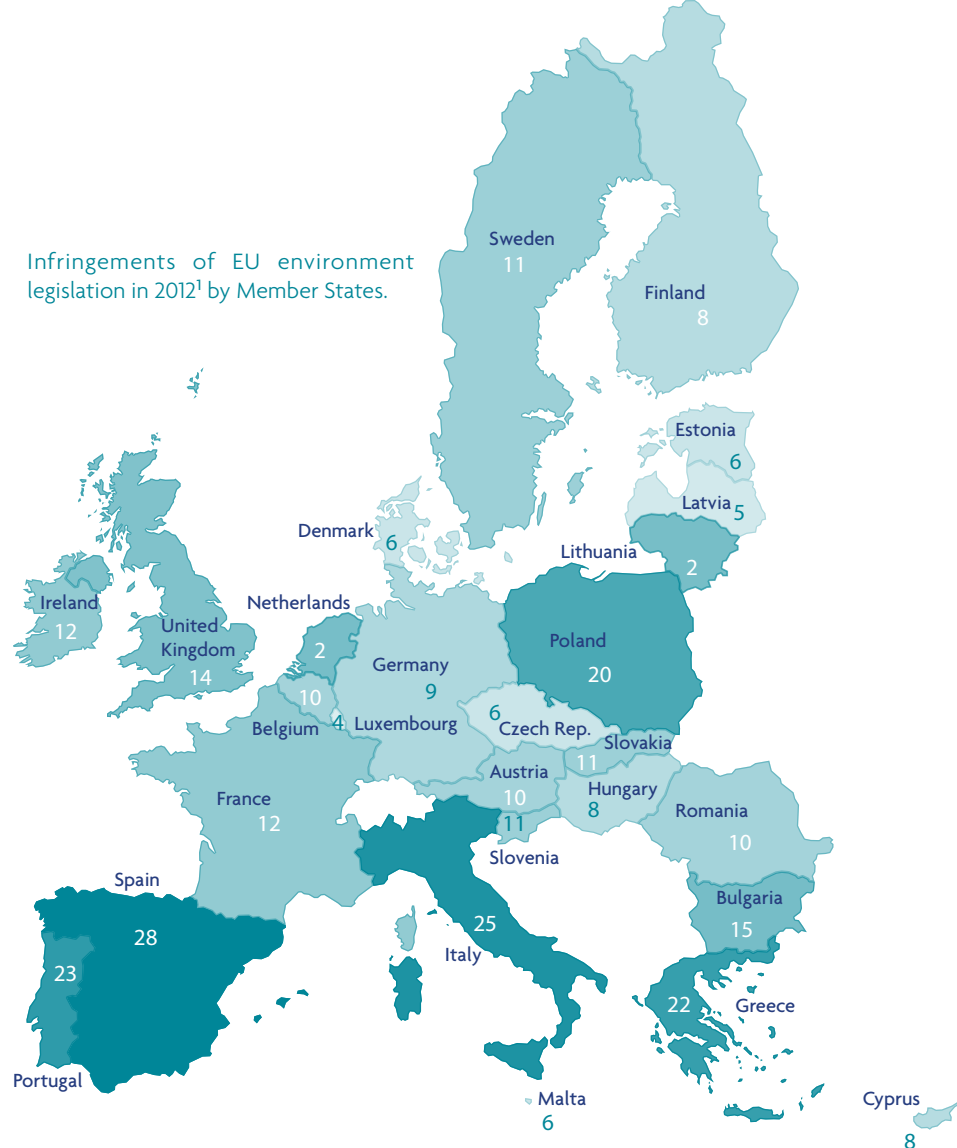 Infringements of EU environment
legislation in 2012¹ by Member States.
Sweden
11
Finland
8
Estonia
6
Latvia
5
Denmark
6
Lithuania
2
Ireland
12
United
Kingdom
14
Netherlands
2
Germany
9
Poland
20
Belgium
10
4
Luxembourg
6
Czech Rep.
Slovakia
11
Austria
10
Hungary
8
France
12
Romania
10
11
Slovenia
Spain
28
Bulgaria
15
25
Italy
23
Portugal
22
Greece
Malta
6
Cyprus
8